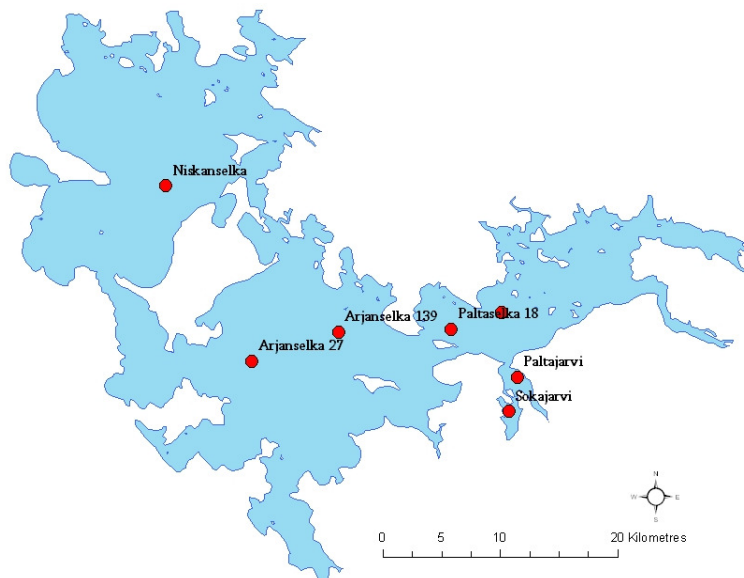 Niskanselka
Arjanselka 139
Paltaselka 18
Arjanselka 27
Paltajarvi
Sokajarvi
N
W E
S
0 5 10 20 Kilometres